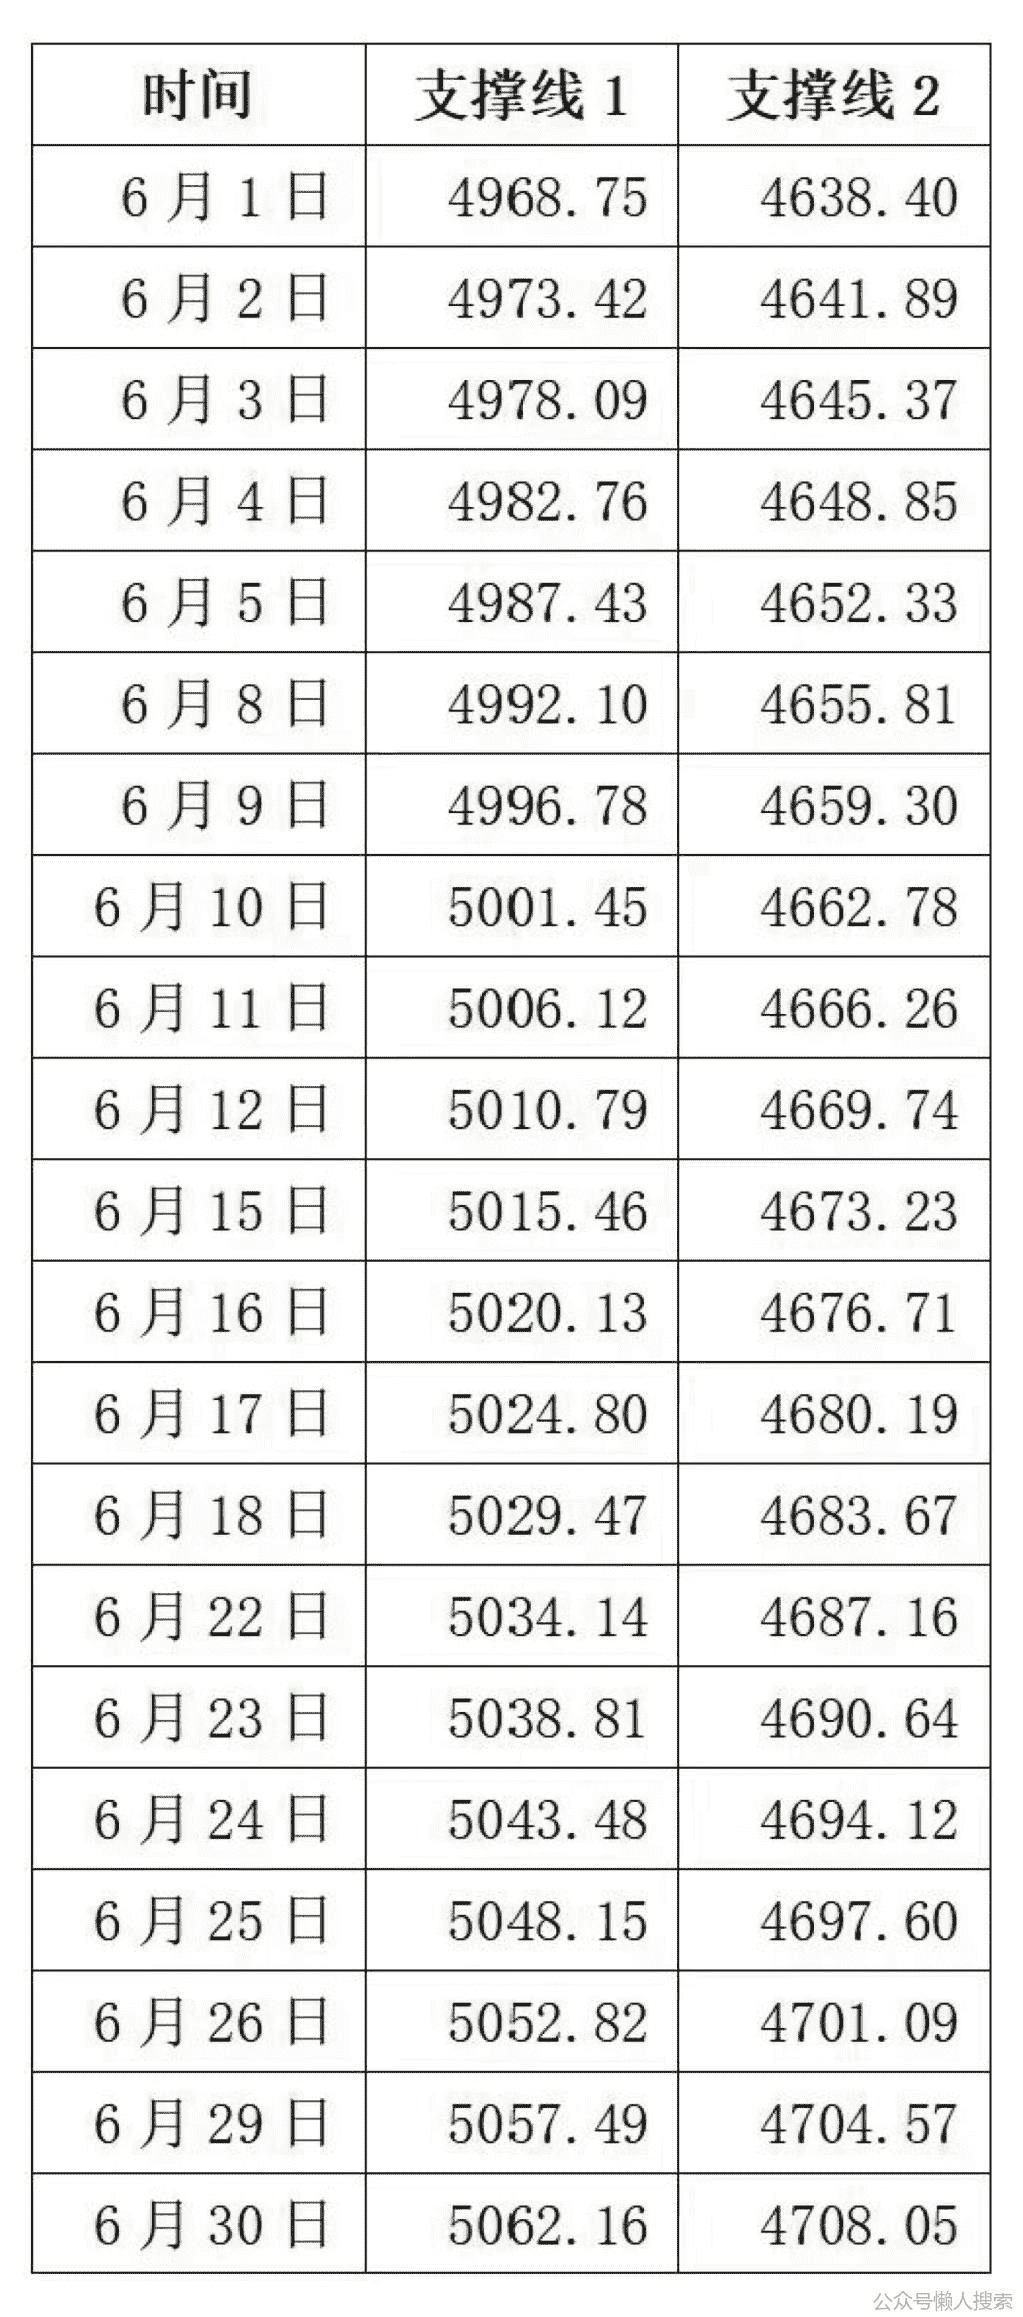 时间 支撑线 1 支撑线 2
6 月 1 日 4968.75 4638.40
6 月 2 日 4973.42 4641.89
6 月 3 日 4978.09 4645.37
6 月 4 日 4982.76 4648.85
6 月 5 日 4987.43 4652.33
6 月 8 日 4992.10 4655.81
6 月 9 日 4996.78 4659.30
6 月 10 日 5001.45 4662.78
6 月 11 日 5006.12 4666.26
6 月 12 日 5010.79 4669.74
6 月 15 日 5015.46 4673.23
6 月 16 日 5020.13 4676.71
6 月 17 日 5024.80 4680.19
6 月 18 日 5029.47 4683.67
6 月 22 日 5034.14 4687.16
6 月 23 日 5038.81 4690.64
6 月 24 日 5043.48 4694.12
6 月 25 日 5048.15 4697.60
6 月 26 日 5052.82 4701.09
6 月 29 日 5057.49 4704.57
6 月 30 日 5062.16 4708.05
公众号懒人搜索